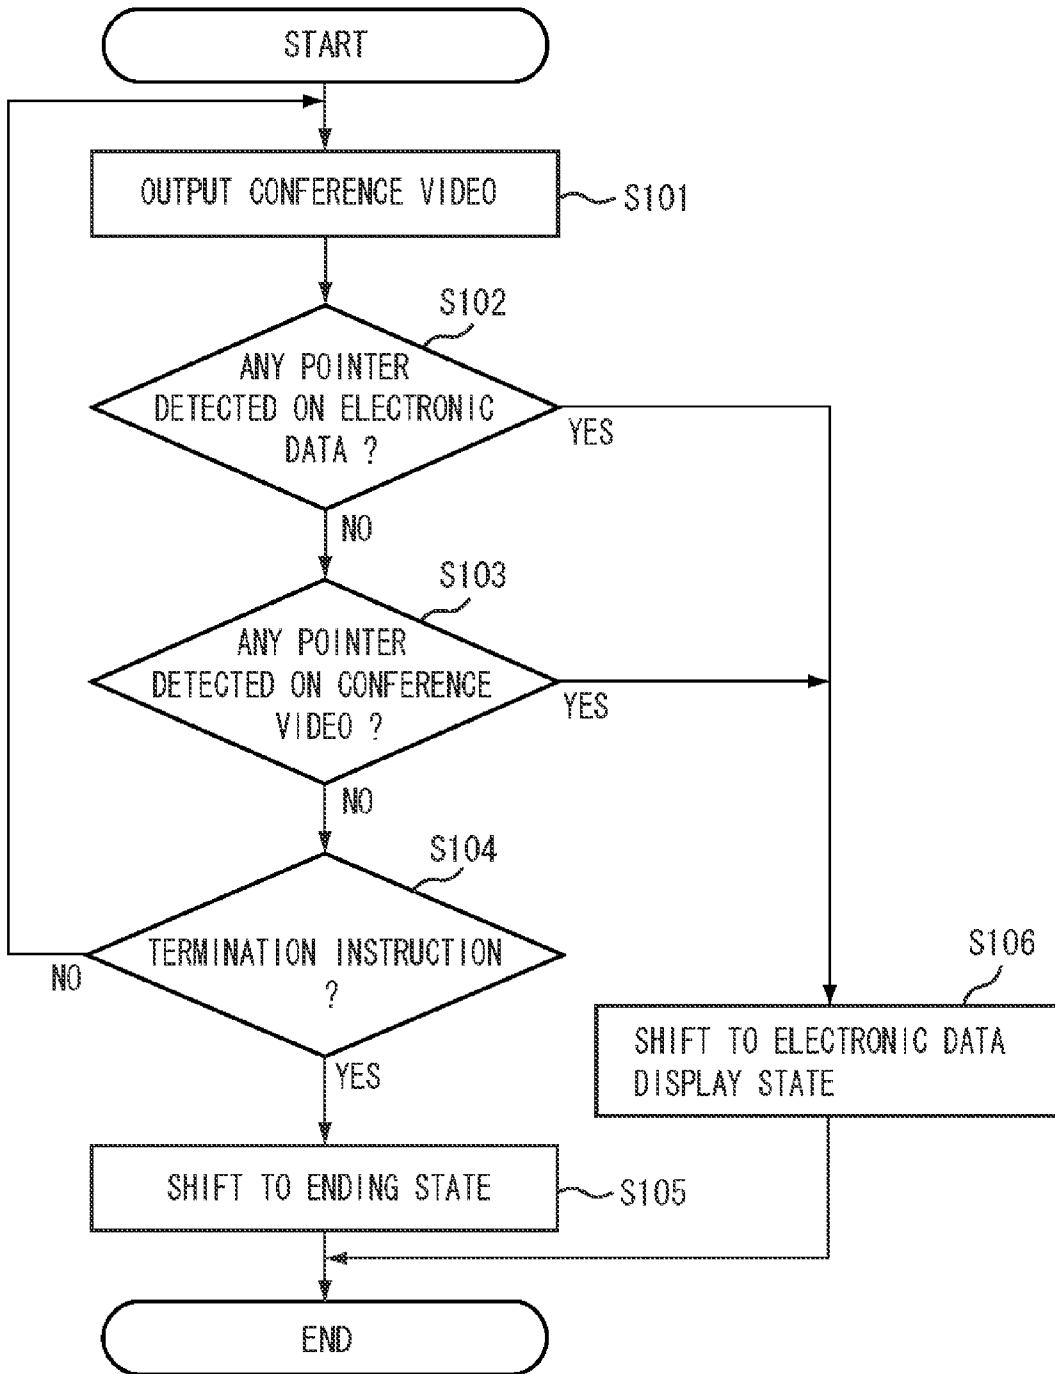 START
OUTPUT CONFERENCE VIDEO
S101
S102
ANY POINTER
DETECTED ON ELECTRONIC
DATA ?
YES
NO
S103
ANY POINTER
DETECTED ON CONFERENCE
VIDEO ?
YES
NO
S104
TERMINATION INSTRUCTION
?
NO
YES
S106
SHIFT TO ELECTRONIC DATA
DISPLAY STATE
SHIFT TO ENDING STATE
S105
END